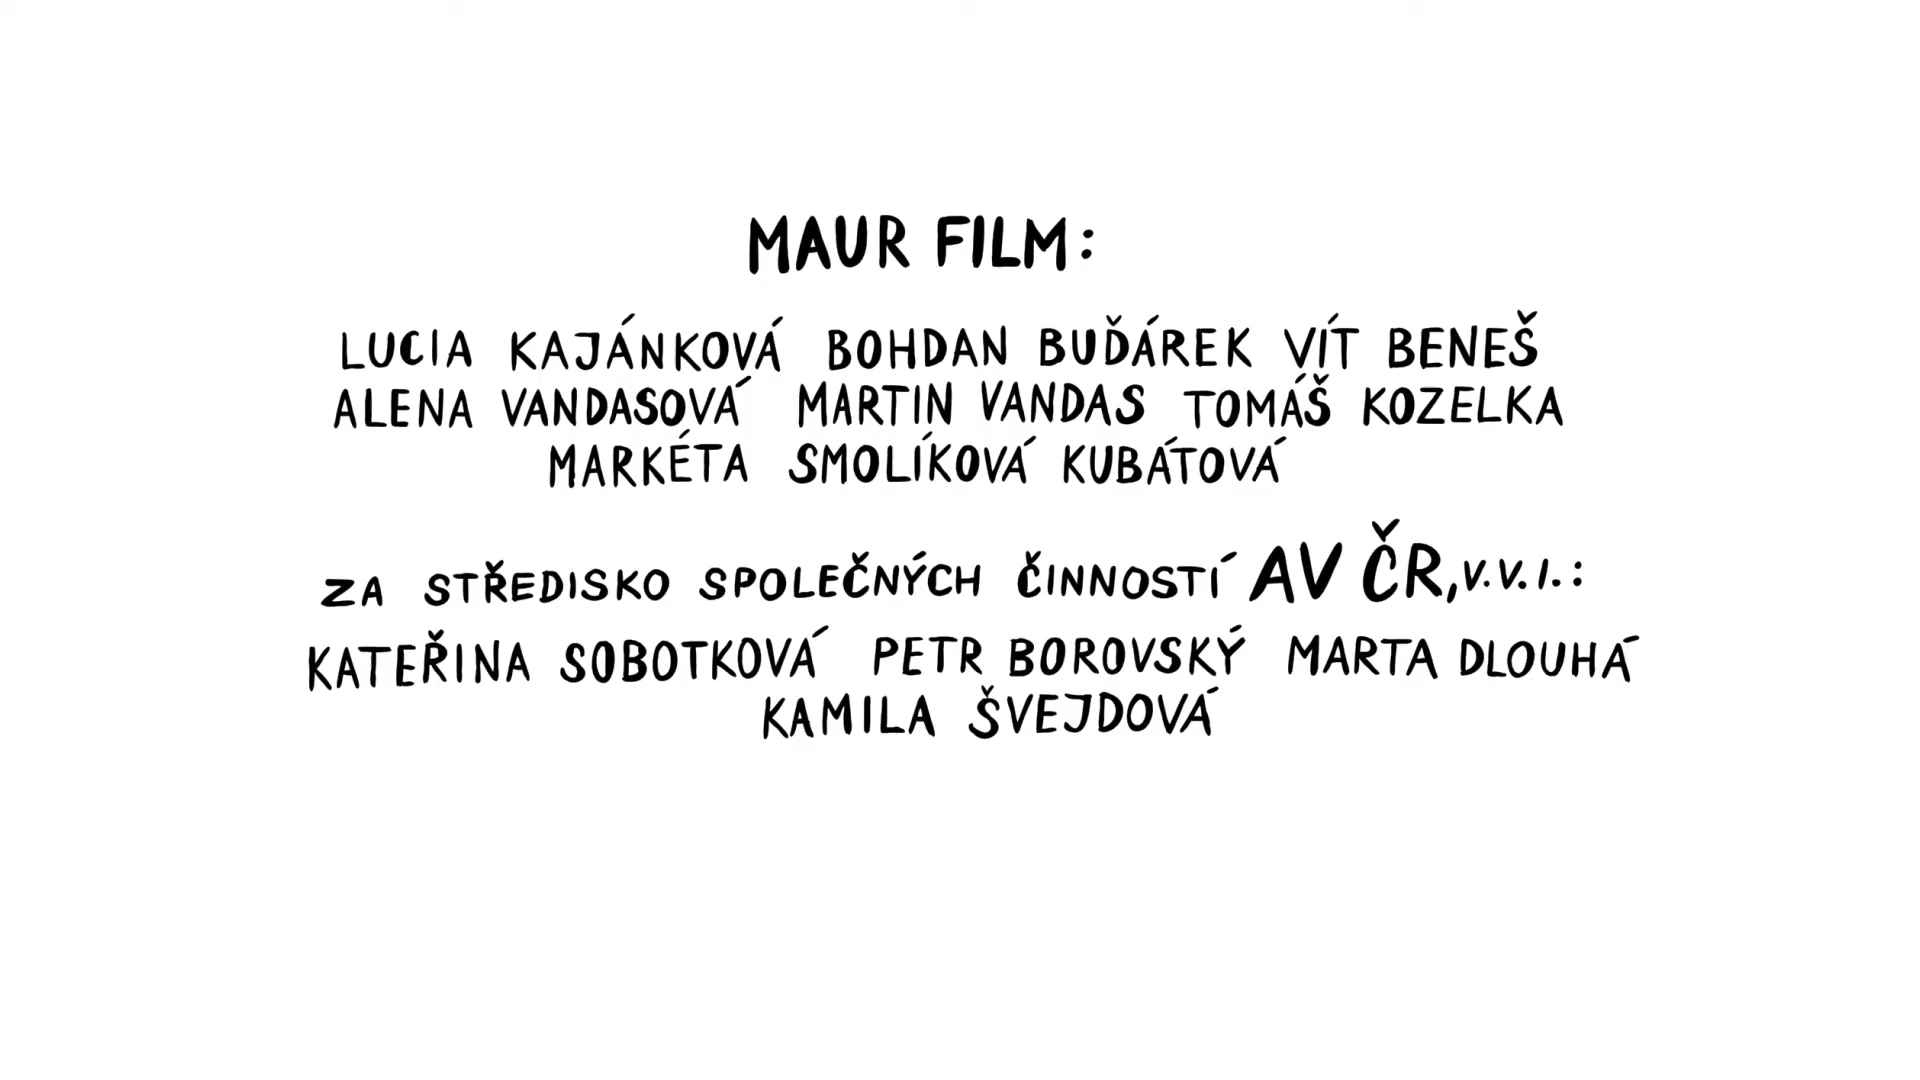 MAUR FILM:
LUCIA KAJÁNKOVÁ BOHDAN BUĎÁREK VÍT BENEŠ
ALENA VANDASOVÁ MARTIN VANDAS TOMÁŠ KOZELKA
MARKÉTA SMOLÍKOVÁ KUBÁTOVÁ
ZA STŘEDISKO SPOLEČNÝCH ČINNOSTÍ AV ČR, V. V. I.:
KATEŘINA SOBOTKOVÁ PETR BOROVSKÝ MARTA DLOUHÁ
KAMILA ŠVEJDOVÁ